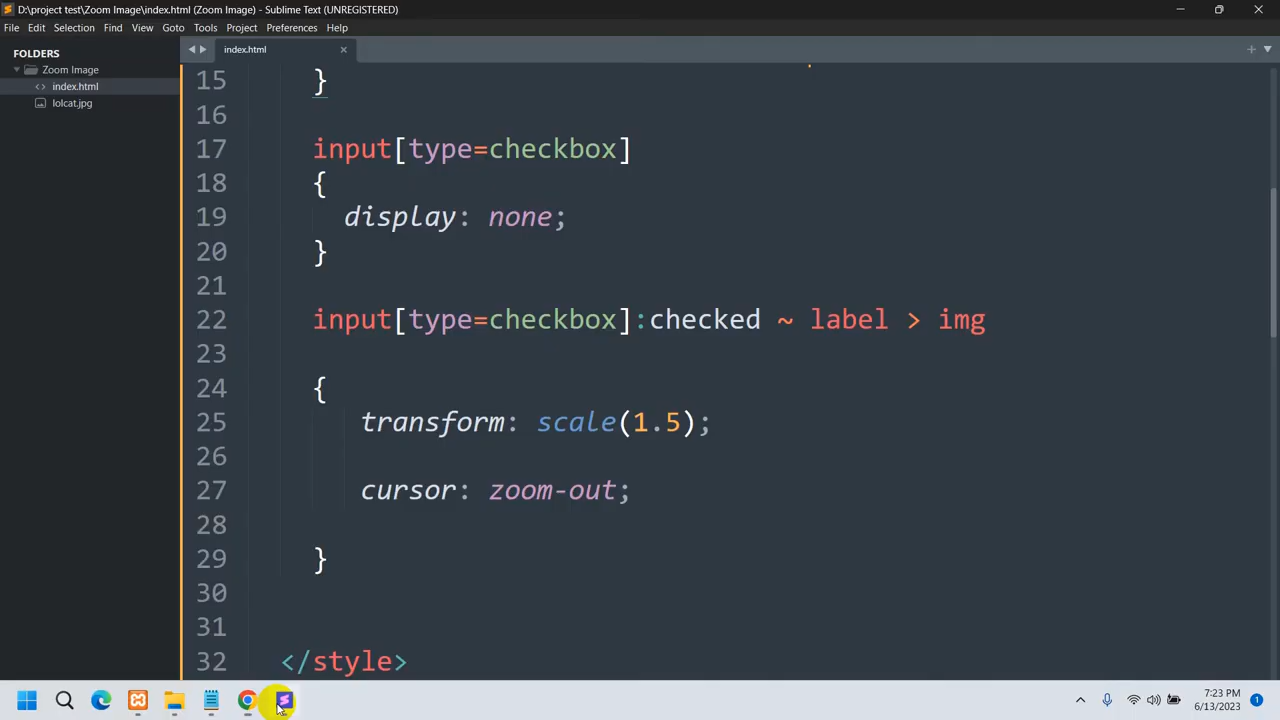 D:\project test\Zoom Image\index.html (Zoom Image) - Sublime Text (UNREGISTERED)
File Edit Selection Find View Goto Tools Project Preferences Help
FOLDERS
Zoom Image
index.html
lolcat.jpg
index.html
15 }
16
17 input[type=checkbox]
18 {
19 display: none;
20 }
21
22 input[type=checkbox]:checked ~ label > img
23
24 {
25 transform: scale(1.5);
26
27 cursor: zoom-out;
28
29 }
30
31
32 </style>
7:23 PM
6/13/2023
1